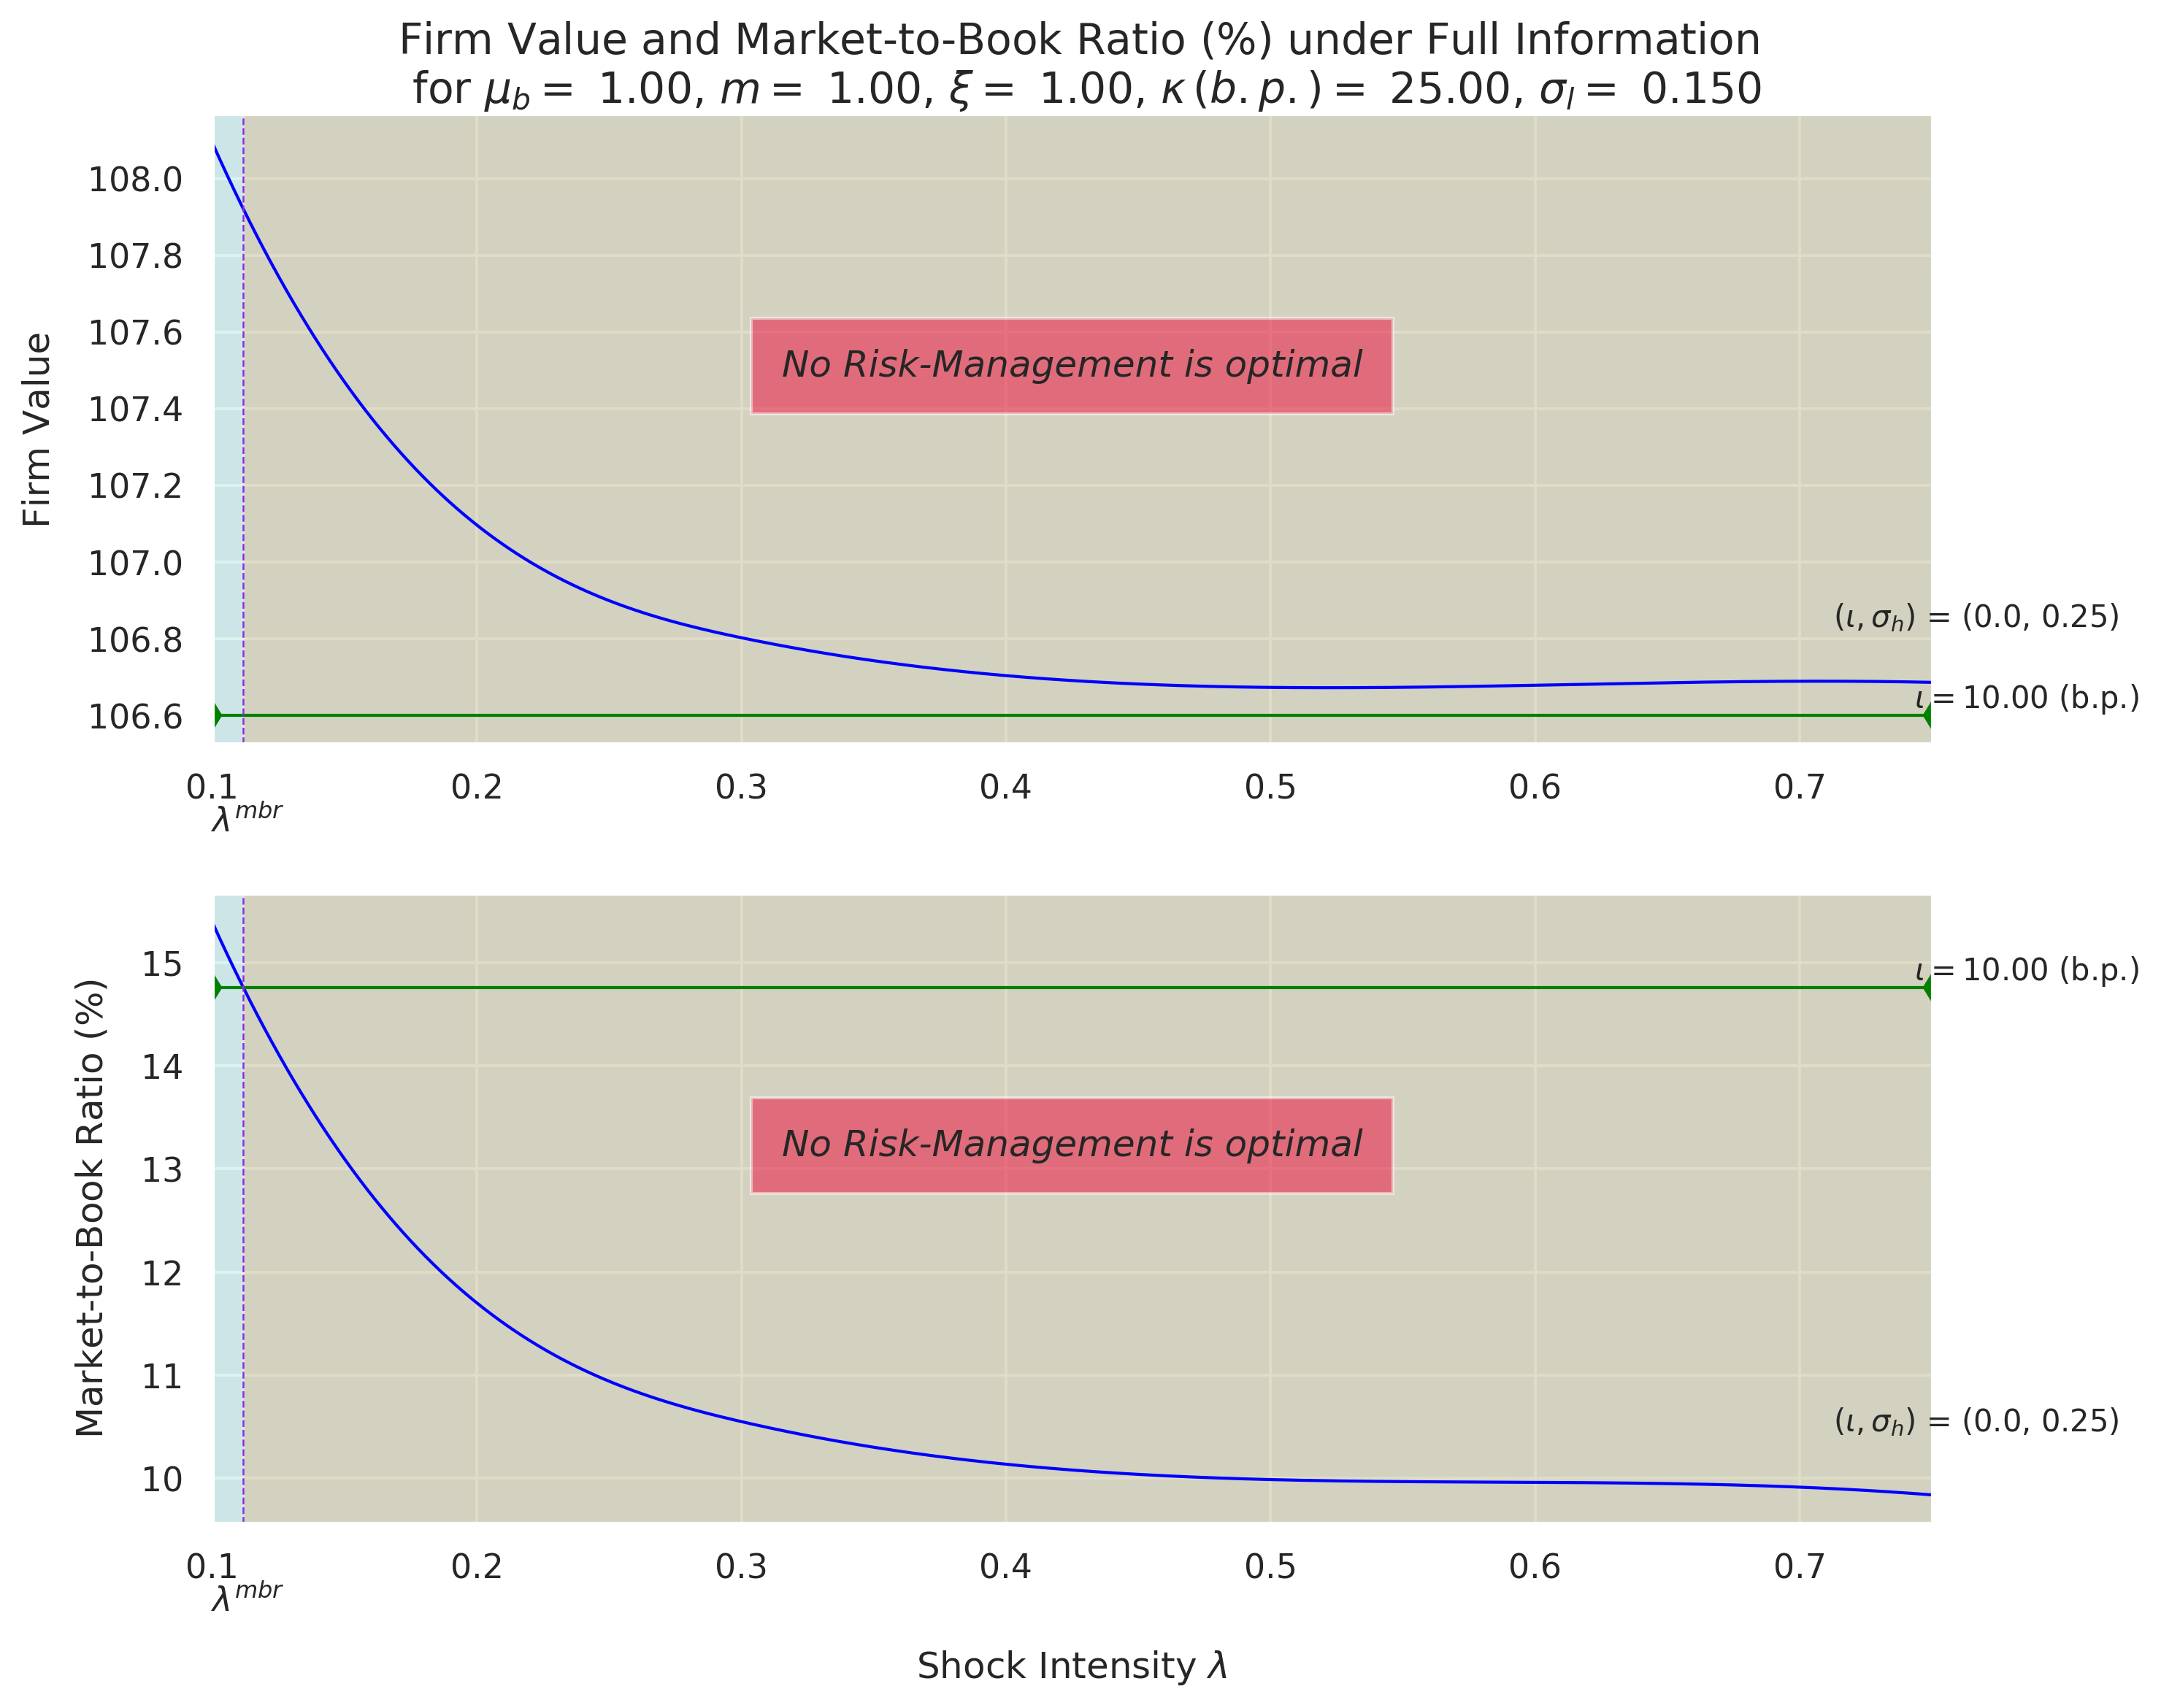 Firm Value and Market-to-Book Ratio (%) under Full Information
for μ_b = 1.00, m = 1.00, ξ = 1.00, κ (b.p.) = 25.00, σ_l = 0.150
Firm Value
108.0
107.8
107.6
107.4
107.2
107.0
106.8
106.6
No Risk-Management is optimal
(ι, σ_h) = (0.0, 0.25)
ι = 10.00 (b.p.)
0.1 0.2 0.3 0.4 0.5 0.6 0.7
λ^mbr
Market-to-Book Ratio (%)
15
14
13
12
11
10
ι = 10.00 (b.p.)
No Risk-Management is optimal
(ι, σ_h) = (0.0, 0.25)
0.1 0.2 0.3 0.4 0.5 0.6 0.7
λ^mbr
Shock Intensity λ